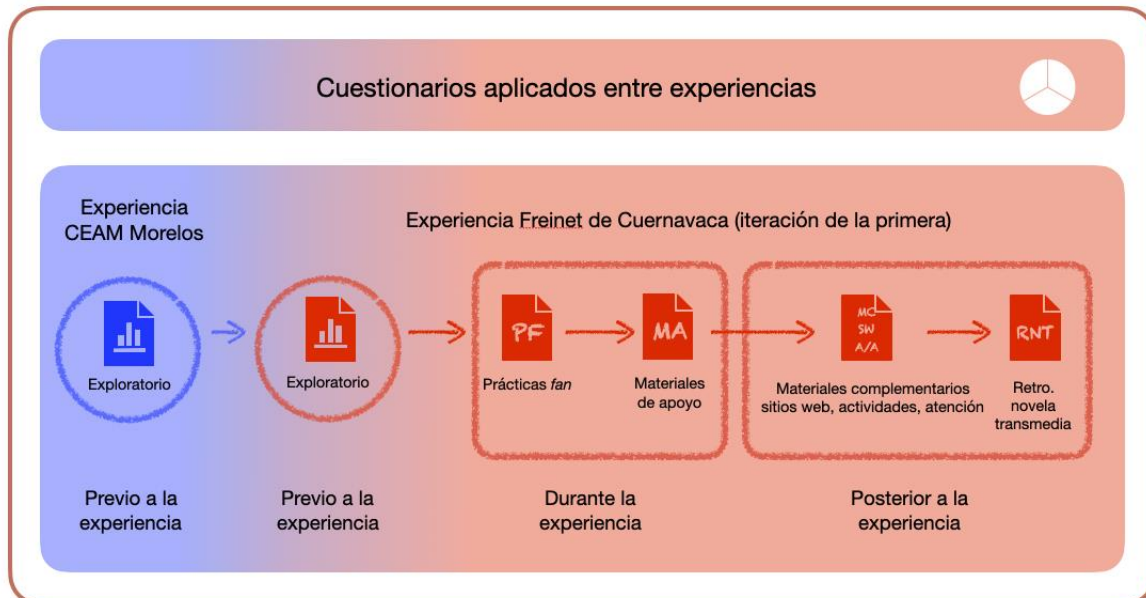 Cuestionarios aplicados entre experiencias
Experiencia
CEAM Morelos
Experiencia Freinet de Cuernavaca (iteración de la primera)
Exploratorio
Exploratorio
PF
Prácticas fan
MA
Materiales
de apoyo
MC
SW
A/A
Materiales complementarios
sitios web, actividades, atención
RNT
Retro.
novela
transmedia
Previo a la
experiencia
Previo a la
experiencia
Durante la
experiencia
Posterior a la
experiencia